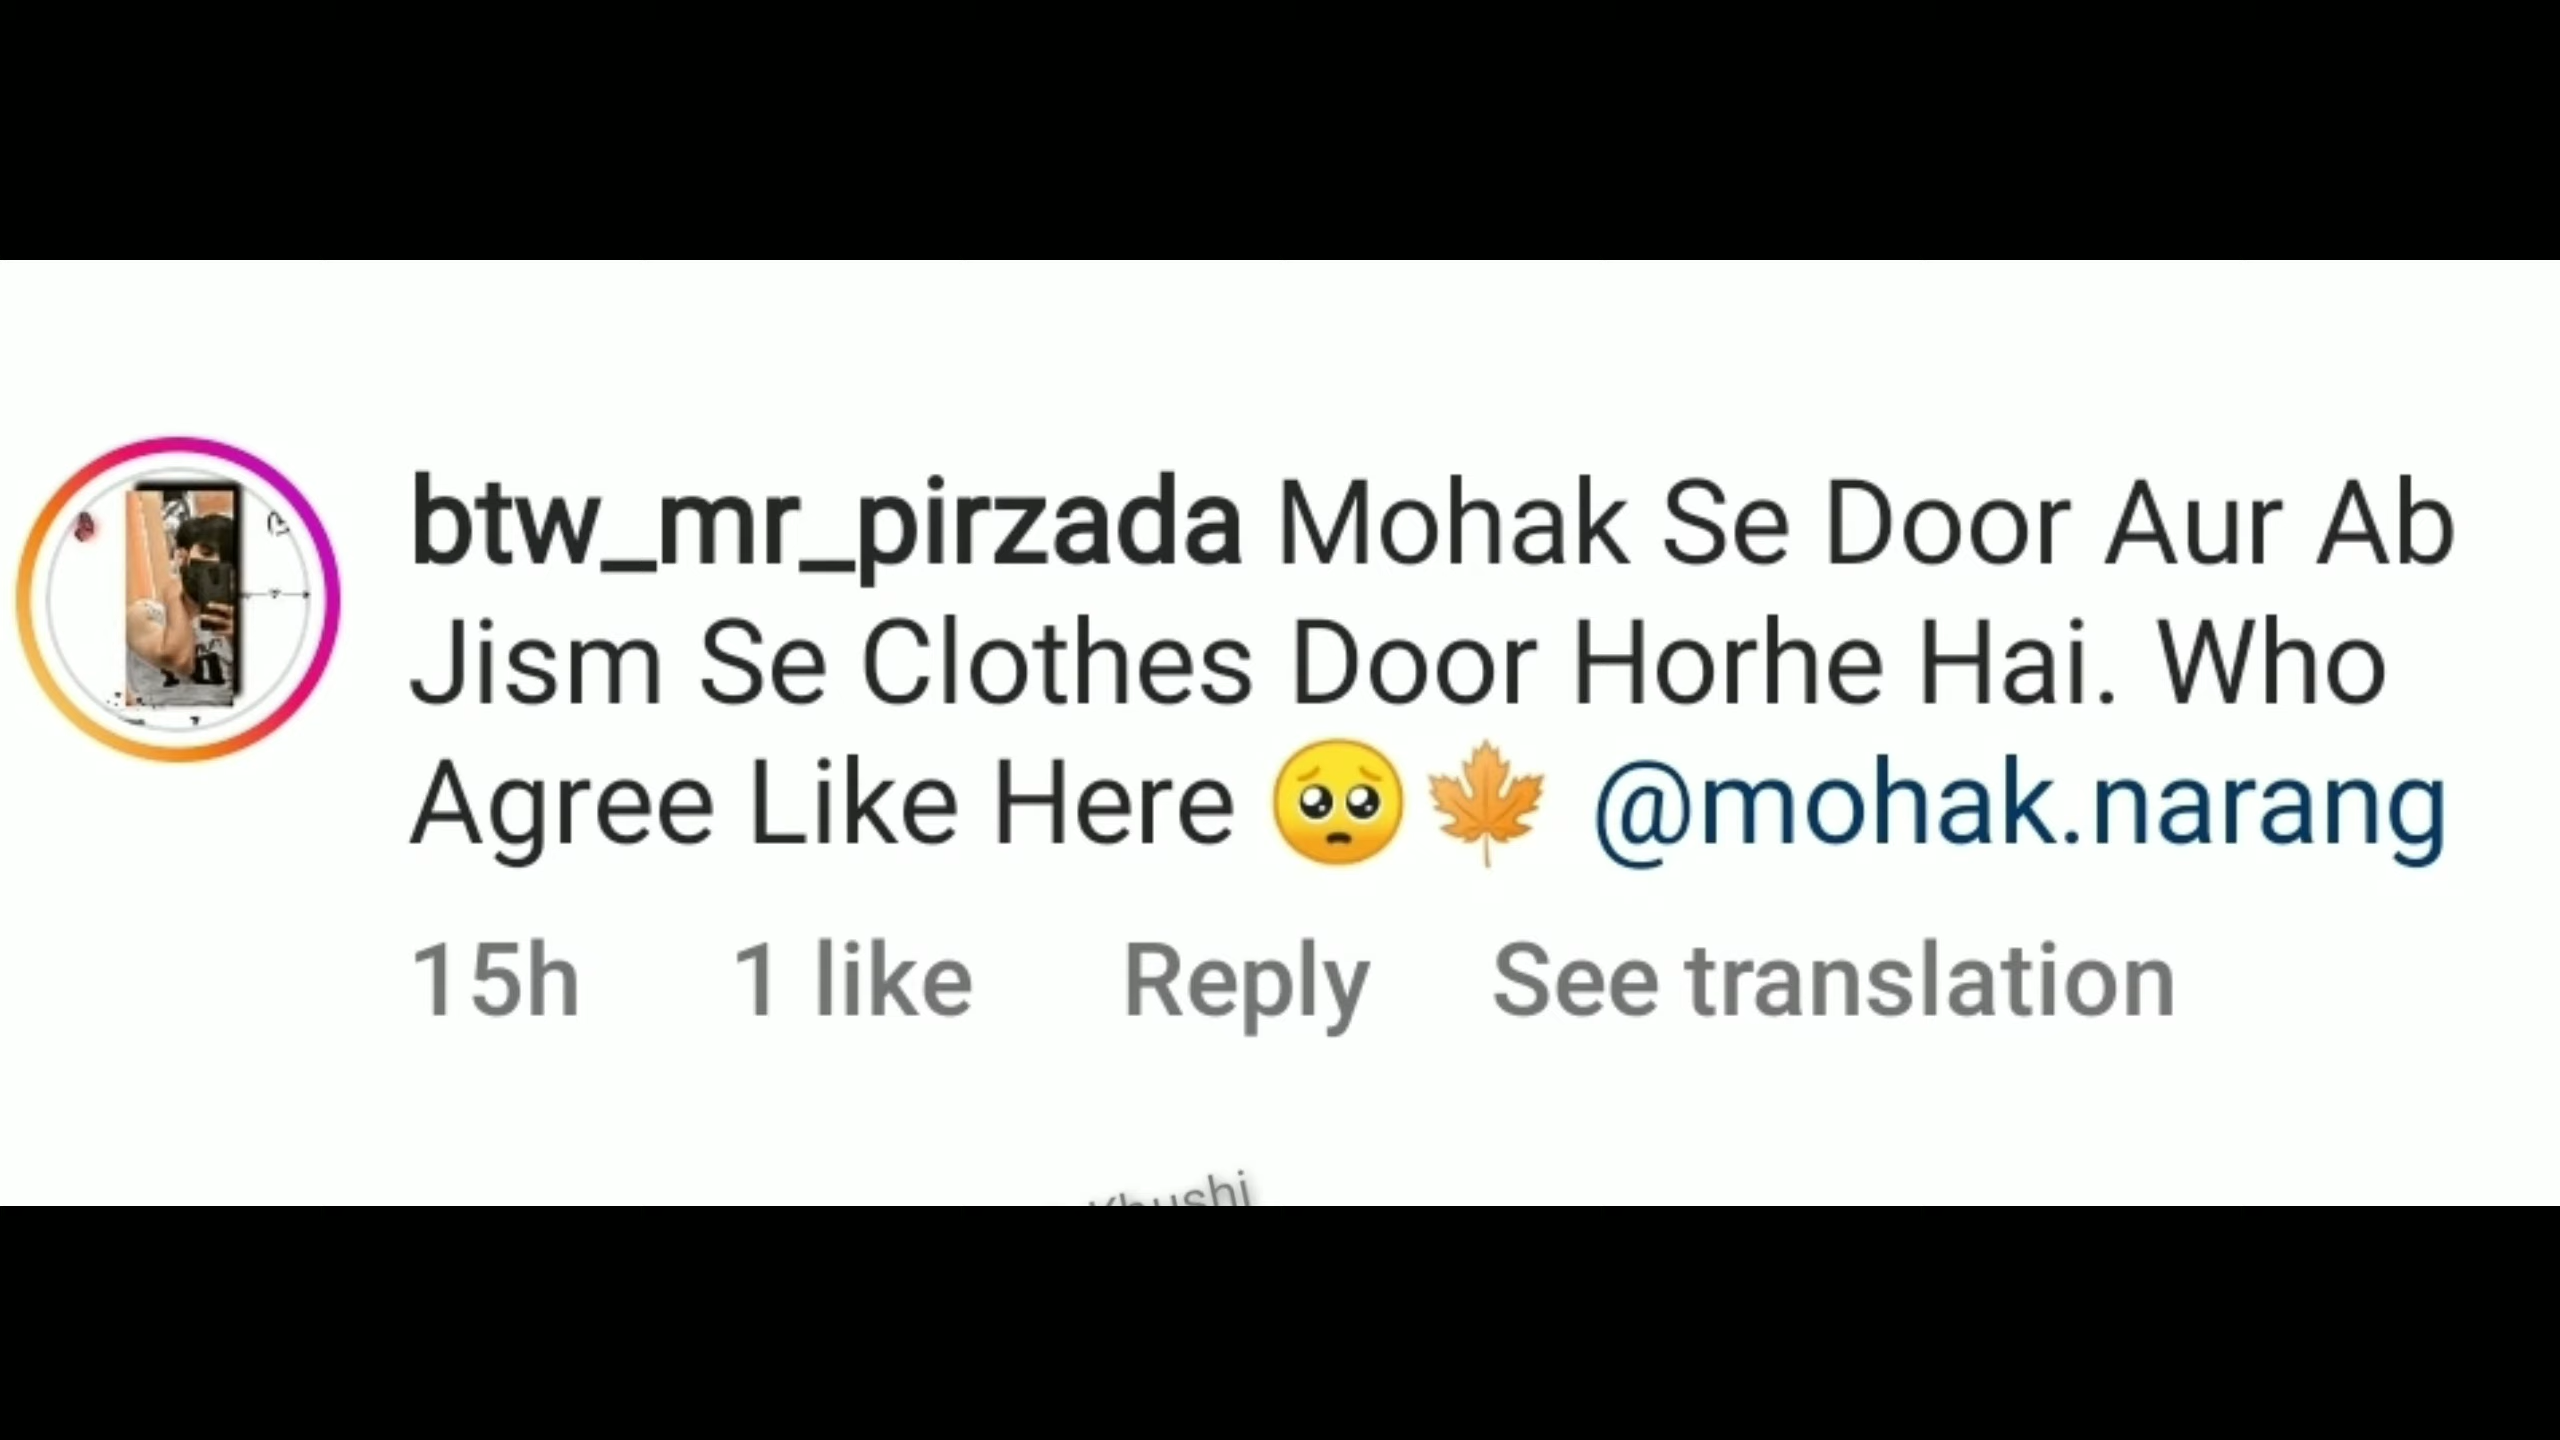 btw_mr_pirzada Mohak Se Door Aur Ab
Jism Se Clothes Door Horhe Hai. Who
Agree Like Here 🥺🍁 @mohak.narang
15h 1 like Reply See translation
Khushi